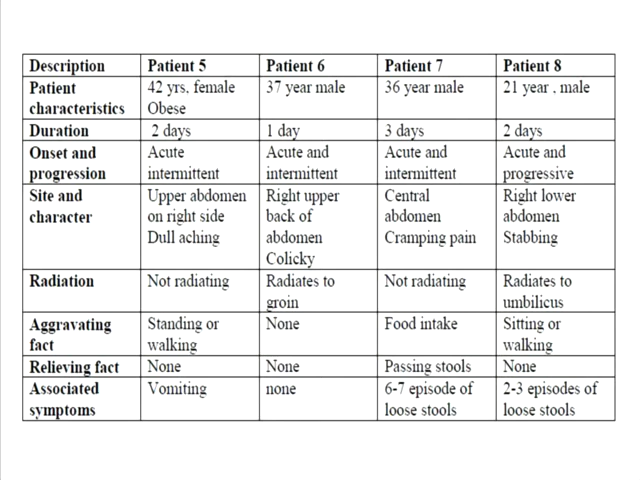 Description Patient 5 Patient 6 Patient 7 Patient 8
Patient 42 yrs. female 37 year male 36 year male 21 year . male
characteristics Obese
Duration 2 days 1 day 3 days 2 days
Onset and Acute Acute and Acute and Acute and
progression intermittent intermittent intermittent progressive
Site and Upper abdomen Right upper Central Right lower
character on right side back of abdomen abdomen
Dull aching abdomen Cramping pain Stabbing
Colicky
Radiation Not radiating Radiates to Not radiating Radiates to
groin umbilicus
Aggravating Standing or None Food intake Sitting or
fact walking walking
Relieving fact None None Passing stools None
Associated Vomiting none 6-7 episode of 2-3 episodes of
symptoms loose stools loose stools